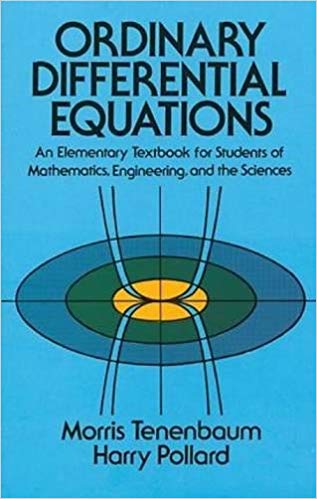 ORDINARY
DIFFERENTIAL
EQUATIONS
An Elementary Textbook for Students of
Mathematics, Engineering, and the Sciences
Morris Tenenbaum
Harry Pollard